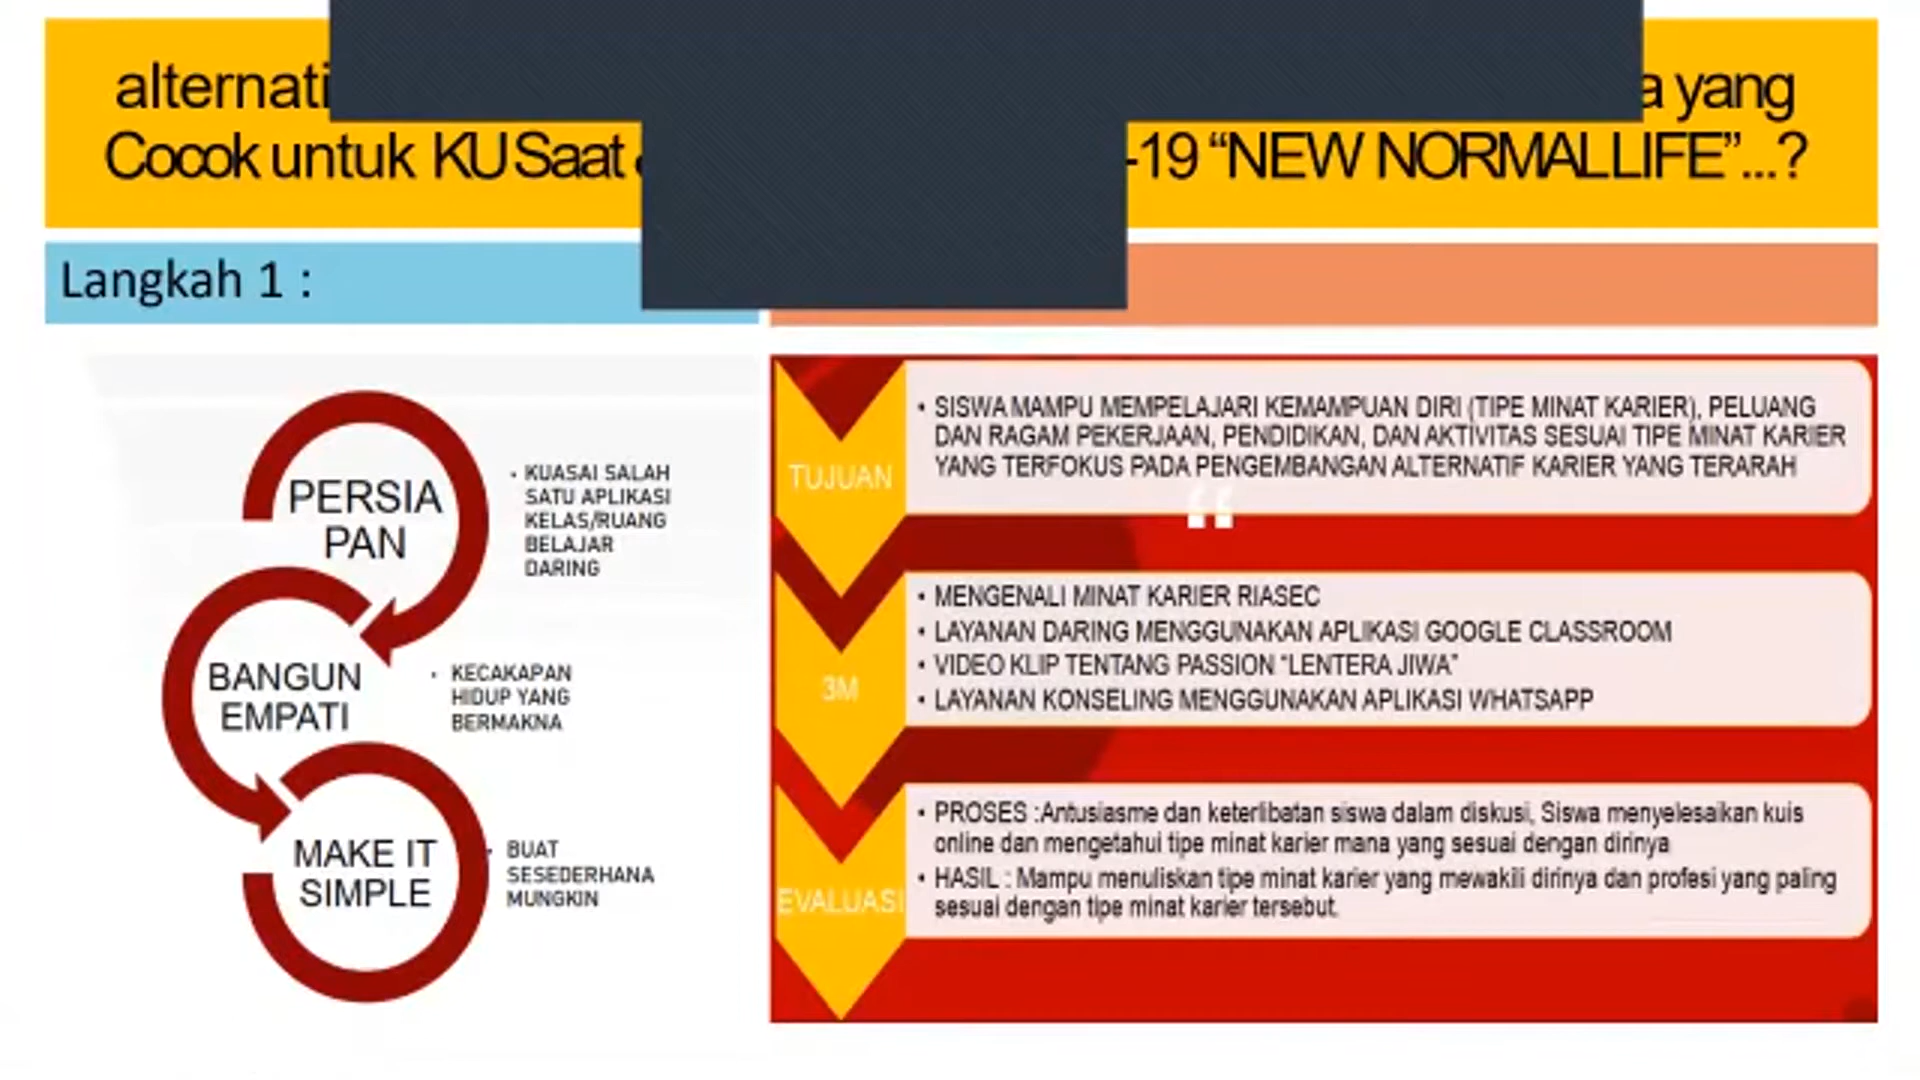 alternati
a yang
Cocok untuk KU Saat
-19 “NEW NORMAL LIFE”...?
Langkah 1 :
PERSIA
PAN
• KUASAI SALAH
SATU APLIKASI
KELAS/RUANG
BELAJAR
DARING
BANGUN
EMPATI
• KECAKAPAN
HIDUP YANG
BERMAKNA
MAKE IT
SIMPLE
• BUAT
SESEDERHANA
MUNGKIN
TUJUAN
• SISWA MAMPU MEMPELAJARI KEMAMPUAN DIRI (TIPE MINAT KARIER), PELUANG
DAN RAGAM PEKERJAAN, PENDIDIKAN, DAN AKTIVITAS SESUAI TIPE MINAT KARIER
YANG TERFOKUS PADA PENGEMBANGAN ALTERNATIF KARIER YANG TERARAH
“
3M
• MENGENALI MINAT KARIER RIASEC
• LAYANAN DARING MENGGUNAKAN APLIKASI GOOGLE CLASSROOM
• VIDEO KLIP TENTANG PASSION “LENTERA JIWA”
• LAYANAN KONSELING MENGGUNAKAN APLIKASI WHATSAPP
EVALUASI
• PROSES :Antusiasme dan keterlibatan siswa dalam diskusi, Siswa menyelesaikan kuis
online dan mengetahui tipe minat karier mana yang sesuai dengan dirinya
• HASIL : Mampu menuliskan tipe minat karier yang mewakili dirinya dan profesi yang paling
sesuai dengan tipe minat karier tersebut.